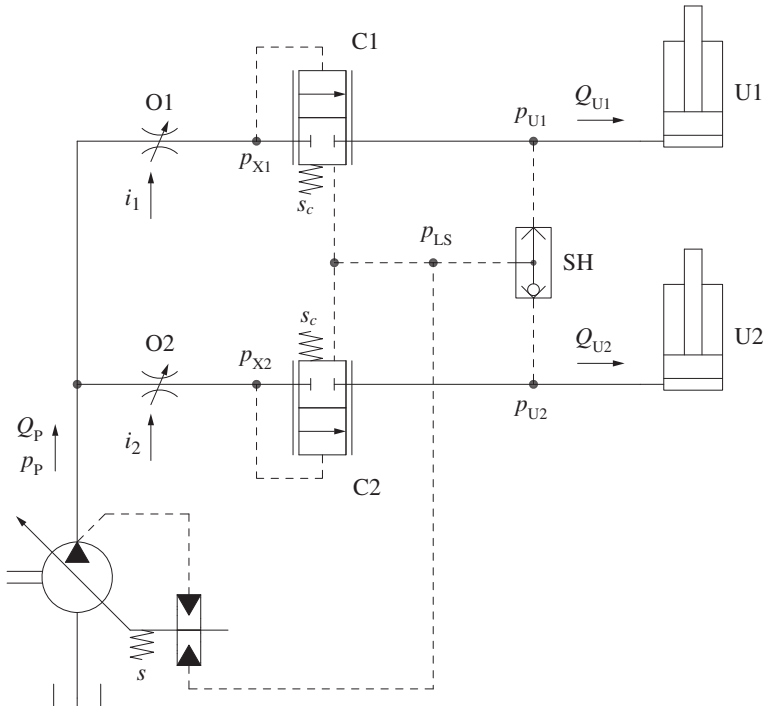 C1
O1
Q_U1
U1
p_U1
p_X1
i_1
s_c
p_LS
SH
s_c
O2
p_X2
Q_U2
U2
p_U2
Q_P
i_2
p_P
C2
s